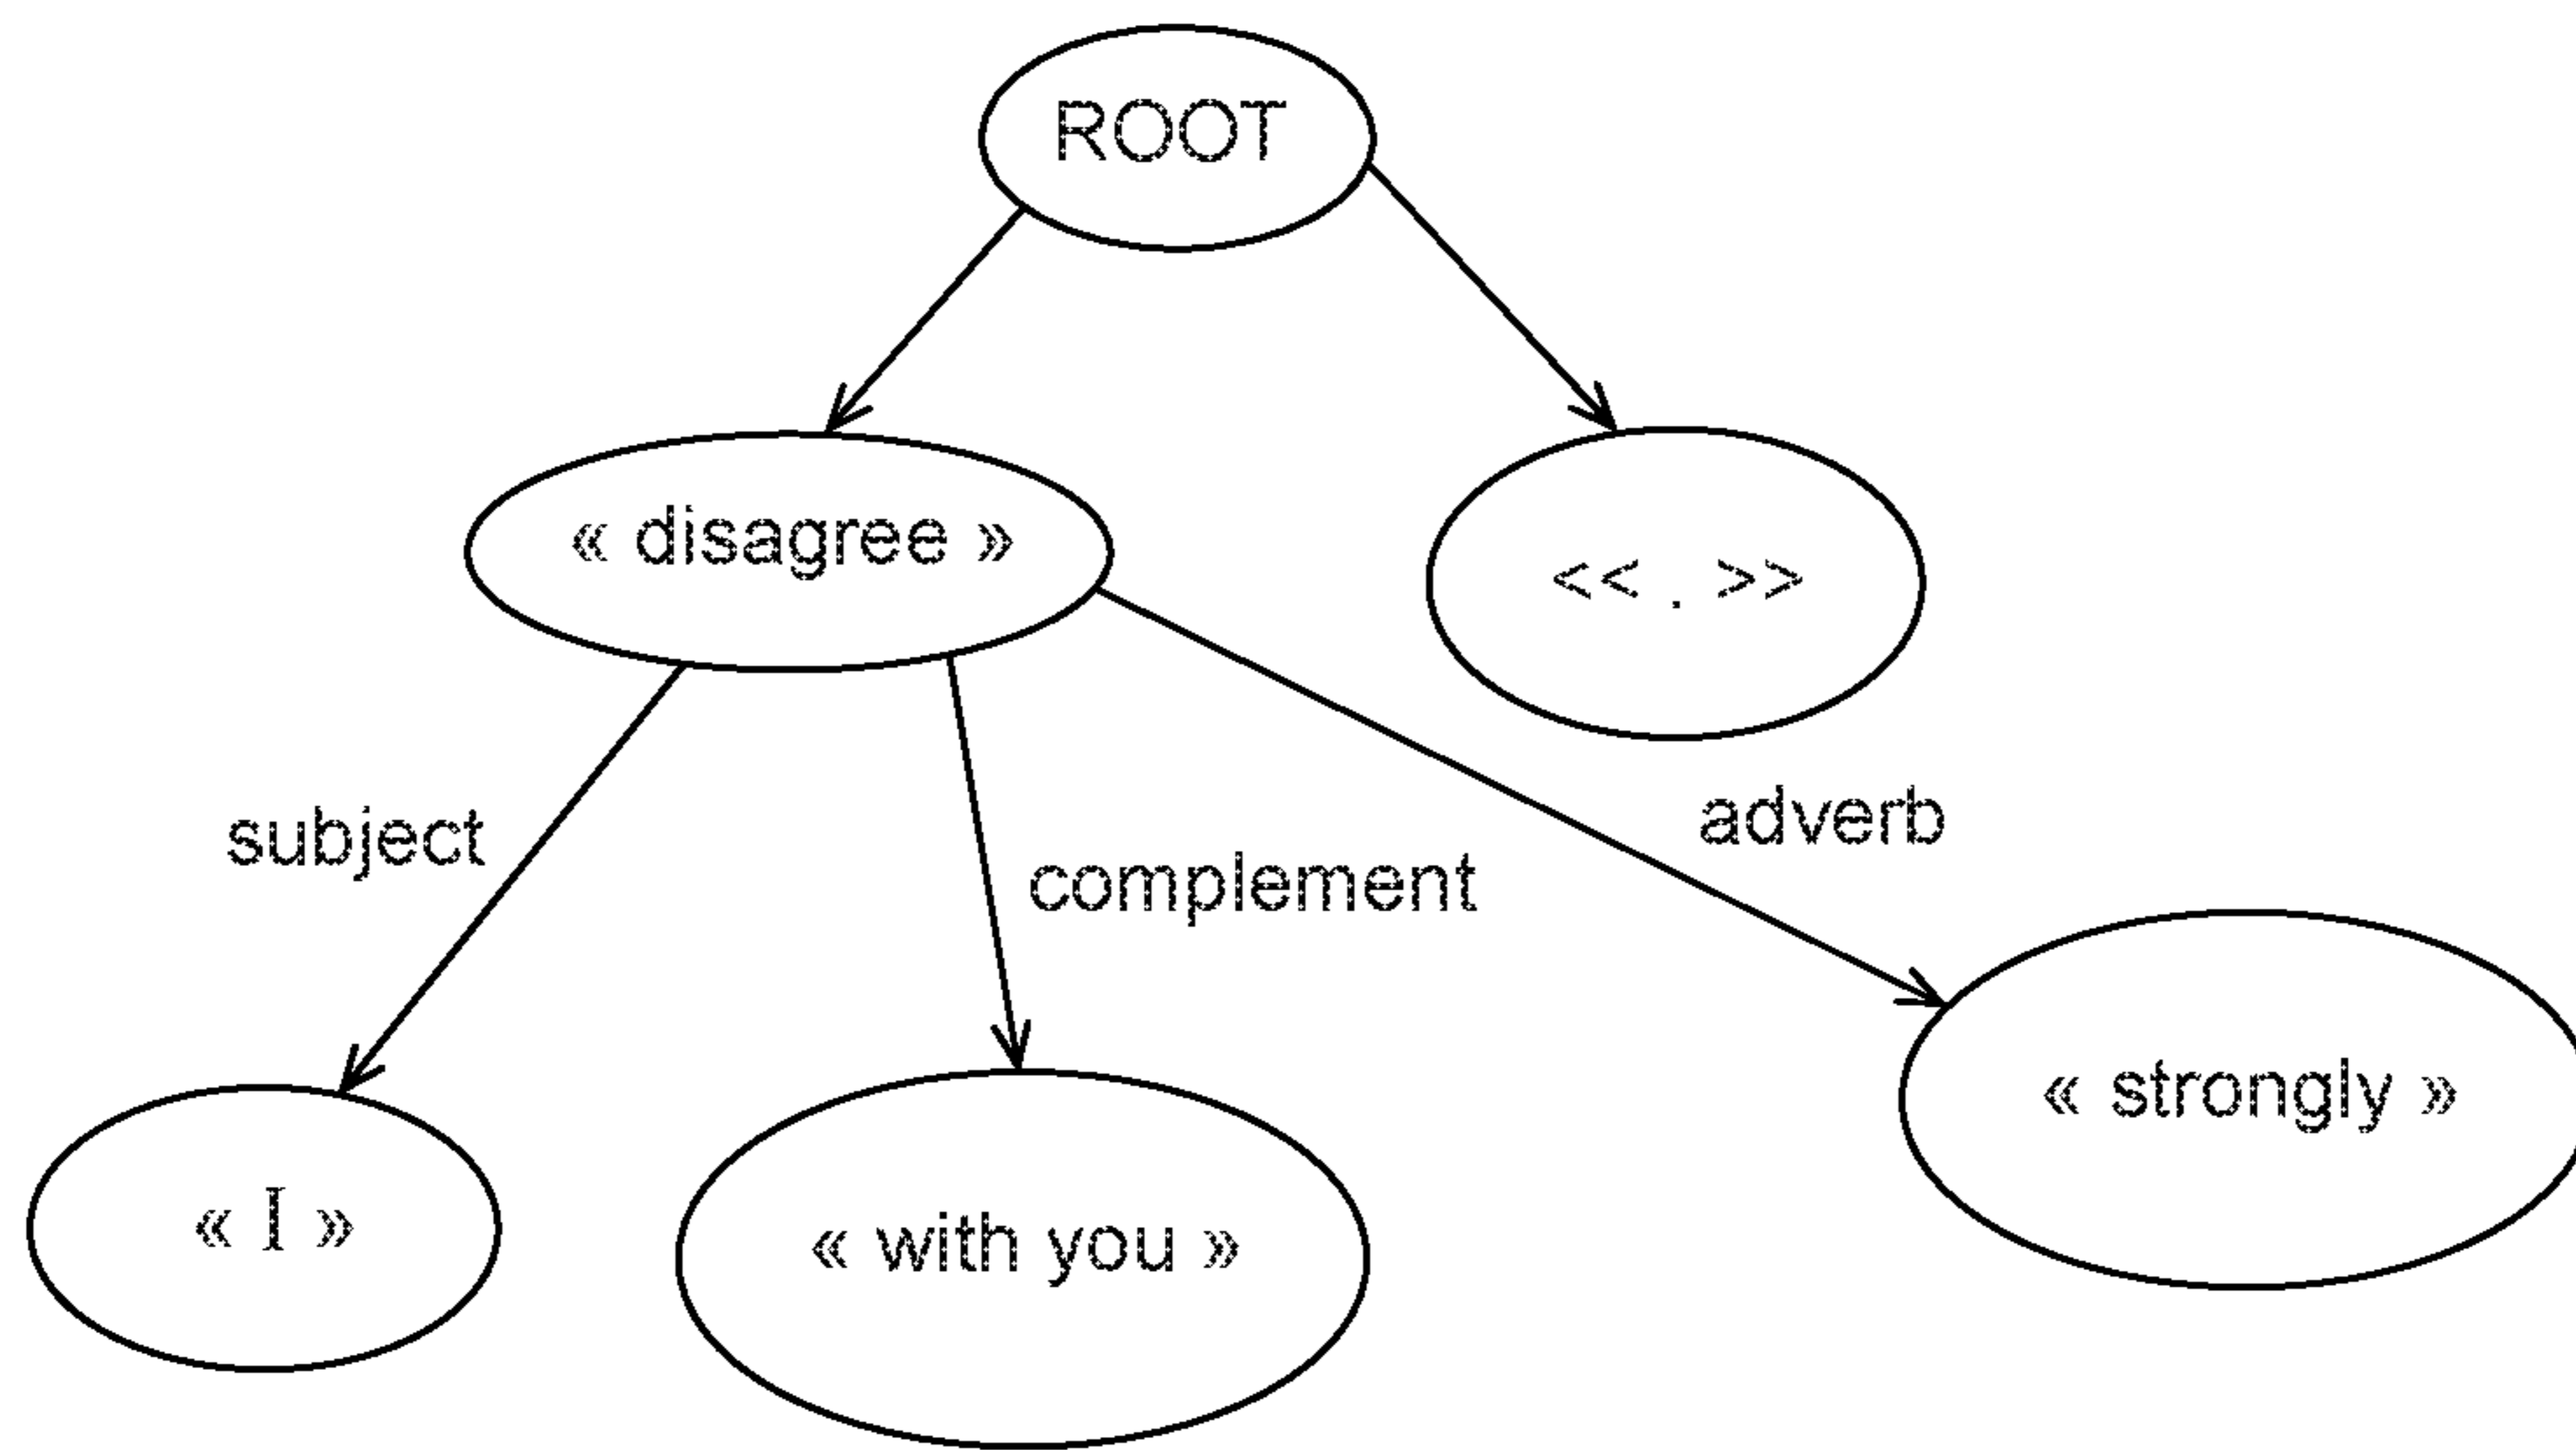 ROOT
« disagree »
<< . >>
subject
complement
adverb
« I »
« with you »
« strongly »